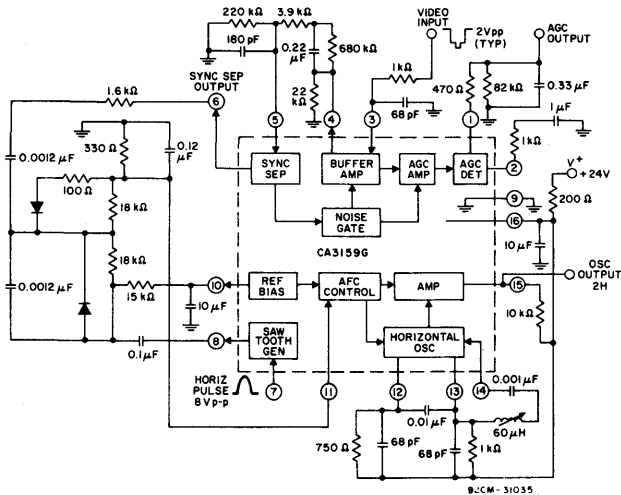 220 kΩ
3.9 kΩ
VIDEO
INPUT
2Vpp
(TYP)
AGC
OUTPUT
180 pF
0.22
μF
680 kΩ
1kΩ
SYNC SEP
OUTPUT
470 Ω
82 kΩ
0.33 μF
1.6 kΩ
22
kΩ
68 pF
1 μF
6
5
4
3
1
1kΩ
330 Ω
0.12
μF
0.0012 μF
SYNC
SEP
BUFFER
AMP
AGC
AMP
AGC
DET
2
V+
+24V
100 Ω
9
200 Ω
18 kΩ
NOISE
GATE
16
CA3159G
10 μF
18 kΩ
OSC
OUTPUT
2H
10
REF
BIAS
AFC
CONTROL
AMP
15
15 kΩ
0.0012 μF
10 μF
10 kΩ
8
SAW
TOOTH
GEN
HORIZONTAL
OSC
0.1 μF
HORIZ
PULSE
8 Vp-p
7
11
12
13
14
0.001 μF
0.01 μF
750 Ω
68 pF
68 pF
1 kΩ
60 μH
92CM-31035